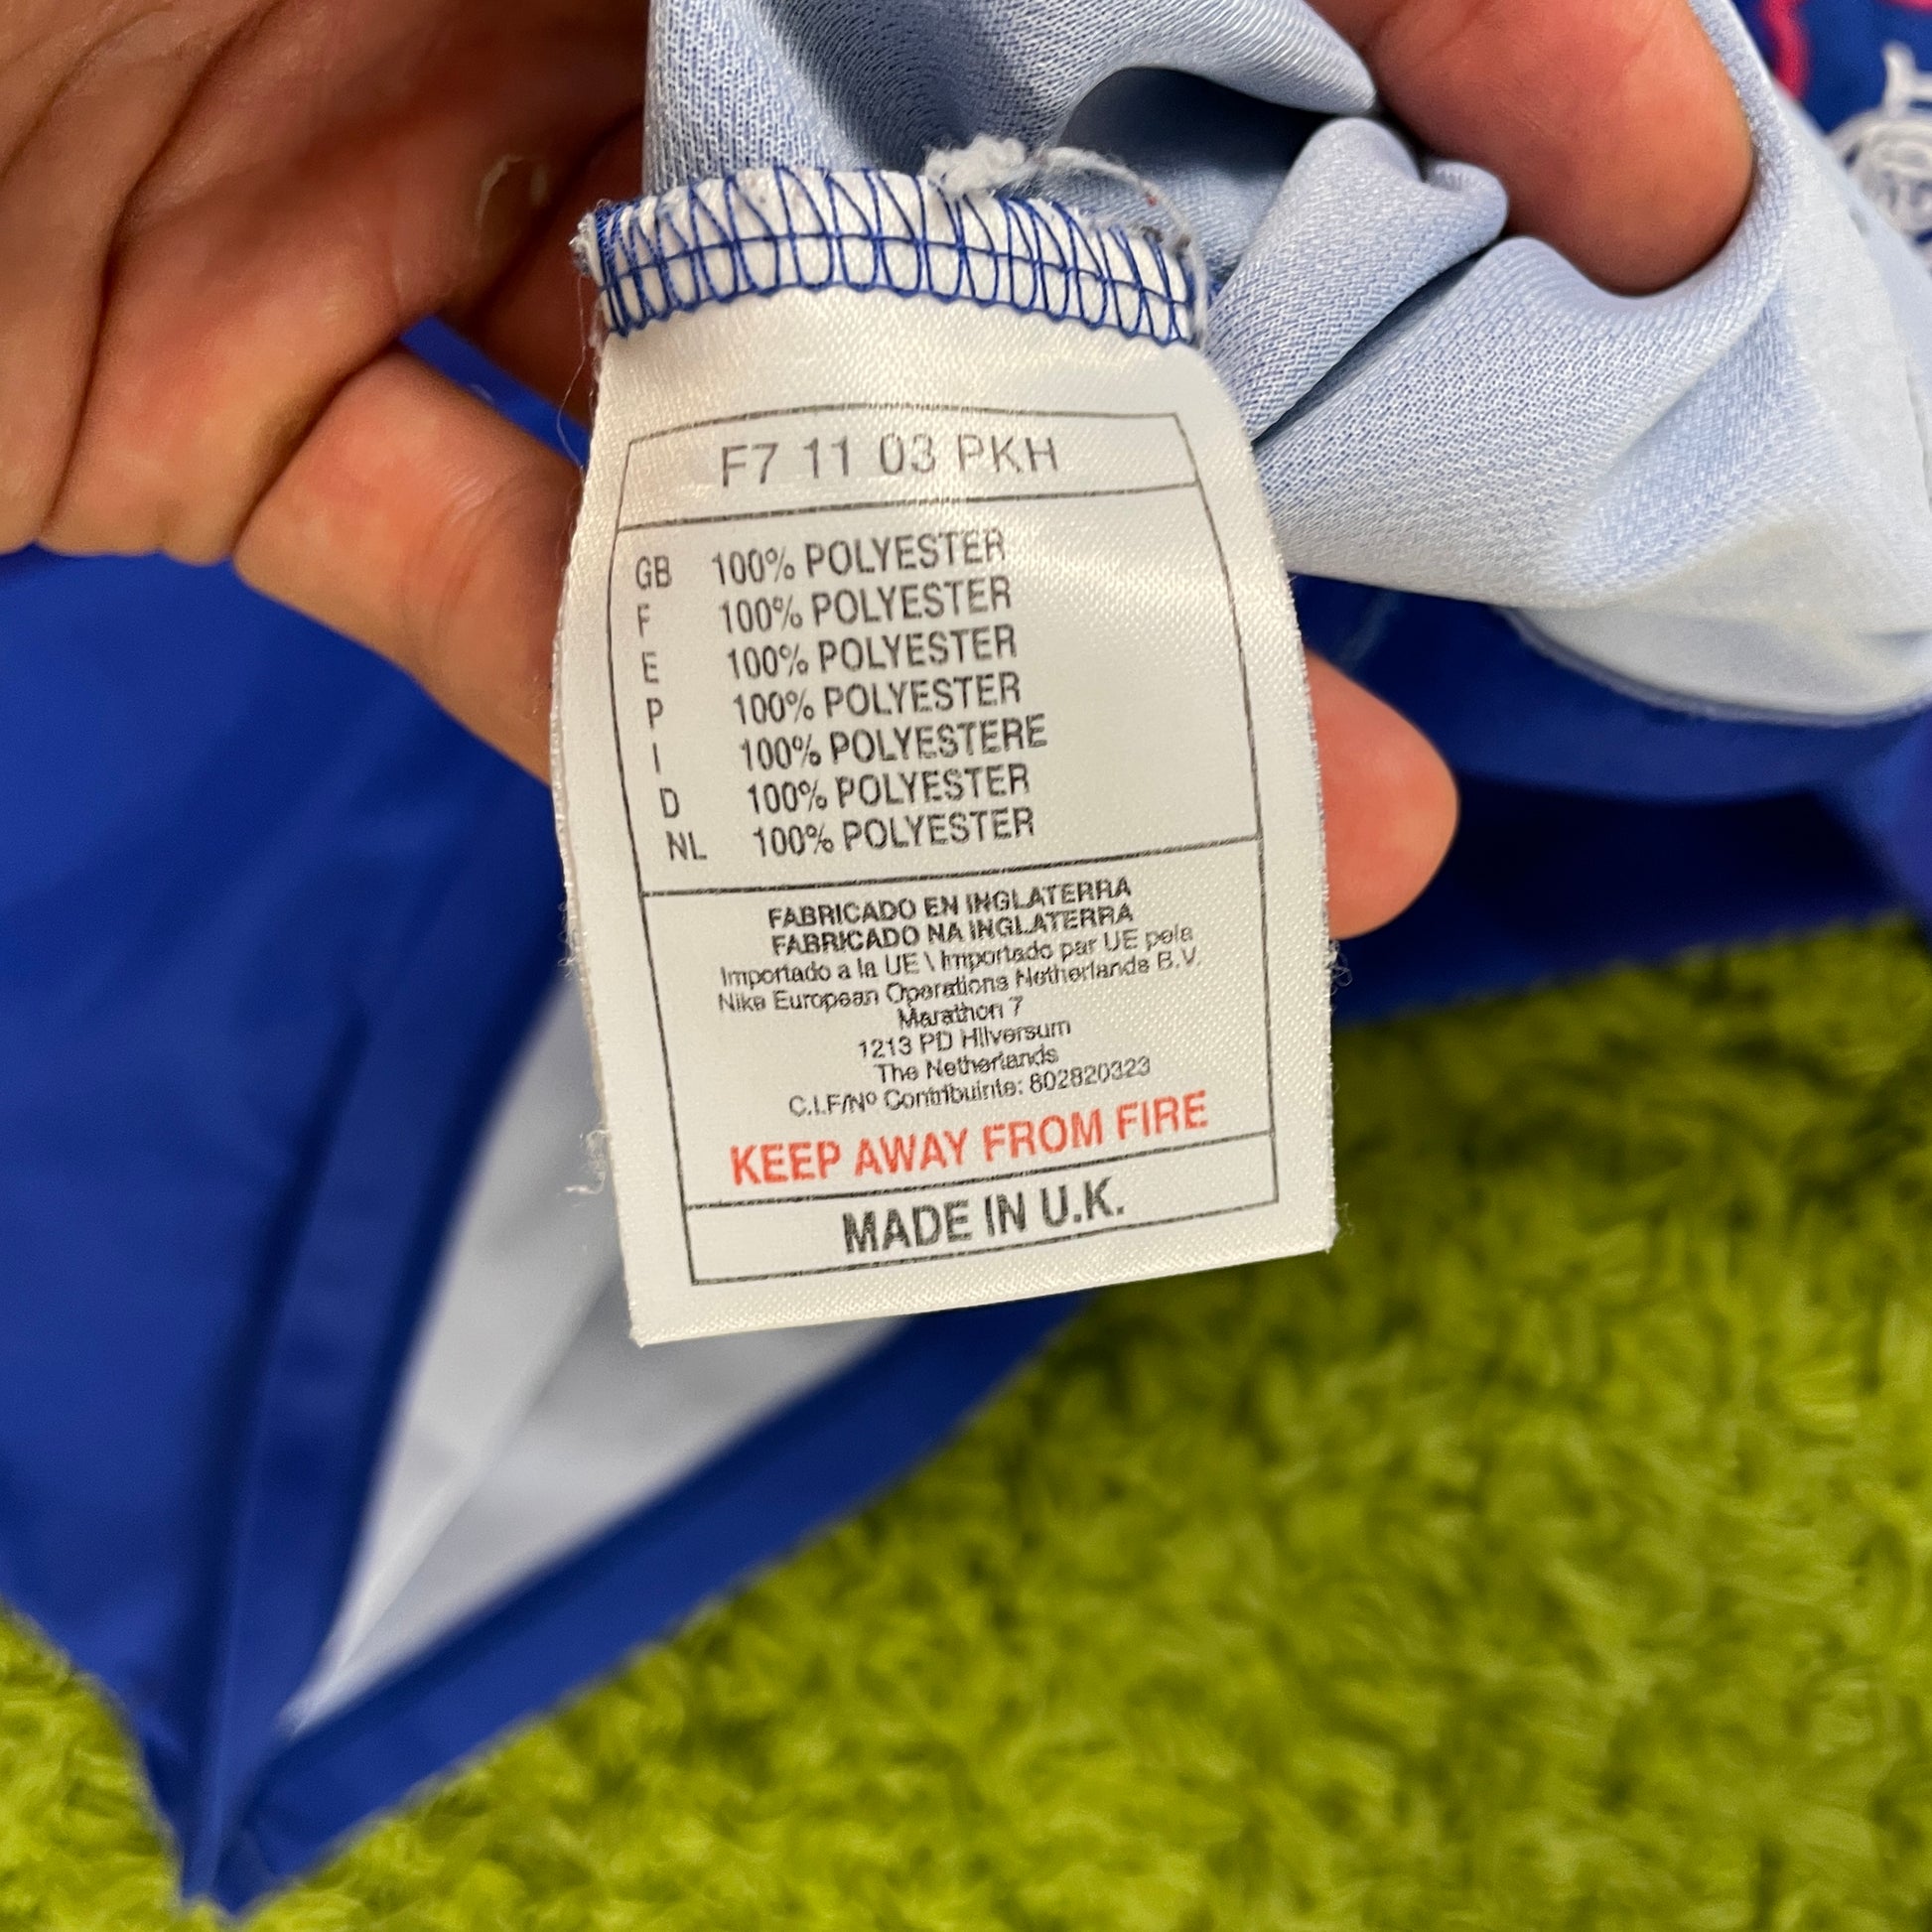 F7 11 03 PKH
GB 100% POLYESTER
F 100% POLYESTER
E 100% POLYESTER
P 100% POLYESTER
I 100% POLYESTERE
D 100% POLYESTER
NL 100% POLYESTER
FABRICADO EN INGLATERRA
FABRICADO NA INGLATERRA
Importado a la UE \ Importado par UE pela
Nike European Operations Netherlands B.V.
Marathon 7
1213 PD Hilversum
The Netherlands
C.I.F/Nº Contribuinte: 802820323
KEEP AWAY FROM FIRE
MADE IN U.K.